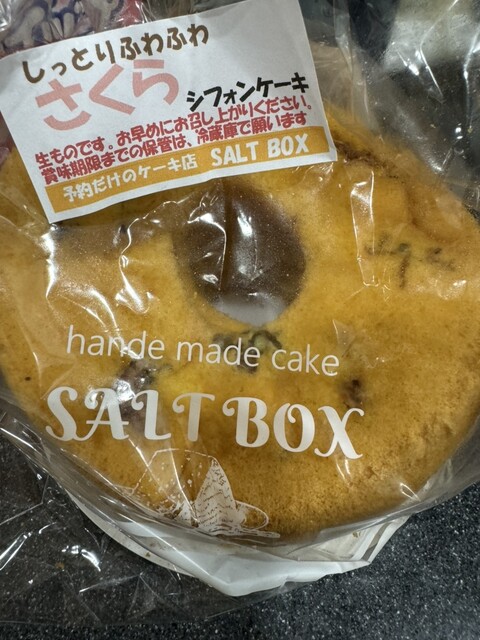 しっとりふわふわ
さくら シフォンケーキ
生ものです。お早めにお召し上がりください。
賞味期限までの保管は、冷蔵庫で願います
予約だけのケーキ店 SALT BOX
hande made cake
SALT BOX